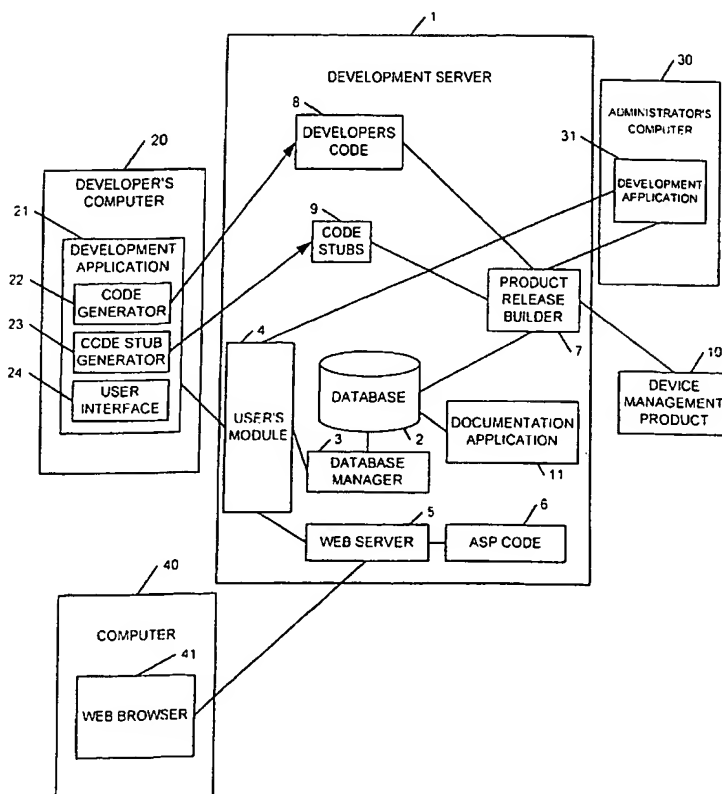 1
DEVELOPMENT SERVER
8
DEVELOPERS
CODE
9
CODE
STUBS
30
ADMINISTRATOR'S
COMPUTER
31
DEVELOPMENT
APPLICATION
20
DEVELOPER'S
COMPUTER
21
DEVELOPMENT
APPLICATION
22
CODE
GENERATOR
23
CODE STUB
GENERATOR
24
USER
INTERFACE
4
USER'S
MODULE
PRODUCT
RELEASE
BUILDER
7
DATABASE
2
3
DATABASE
MANAGER
DOCUMENTATION
APPLICATION
11
10
DEVICE
MANAGEMENT
PRODUCT
5
WEB SERVER
6
ASP CODE
40
COMPUTER
41
WEB BROWSER